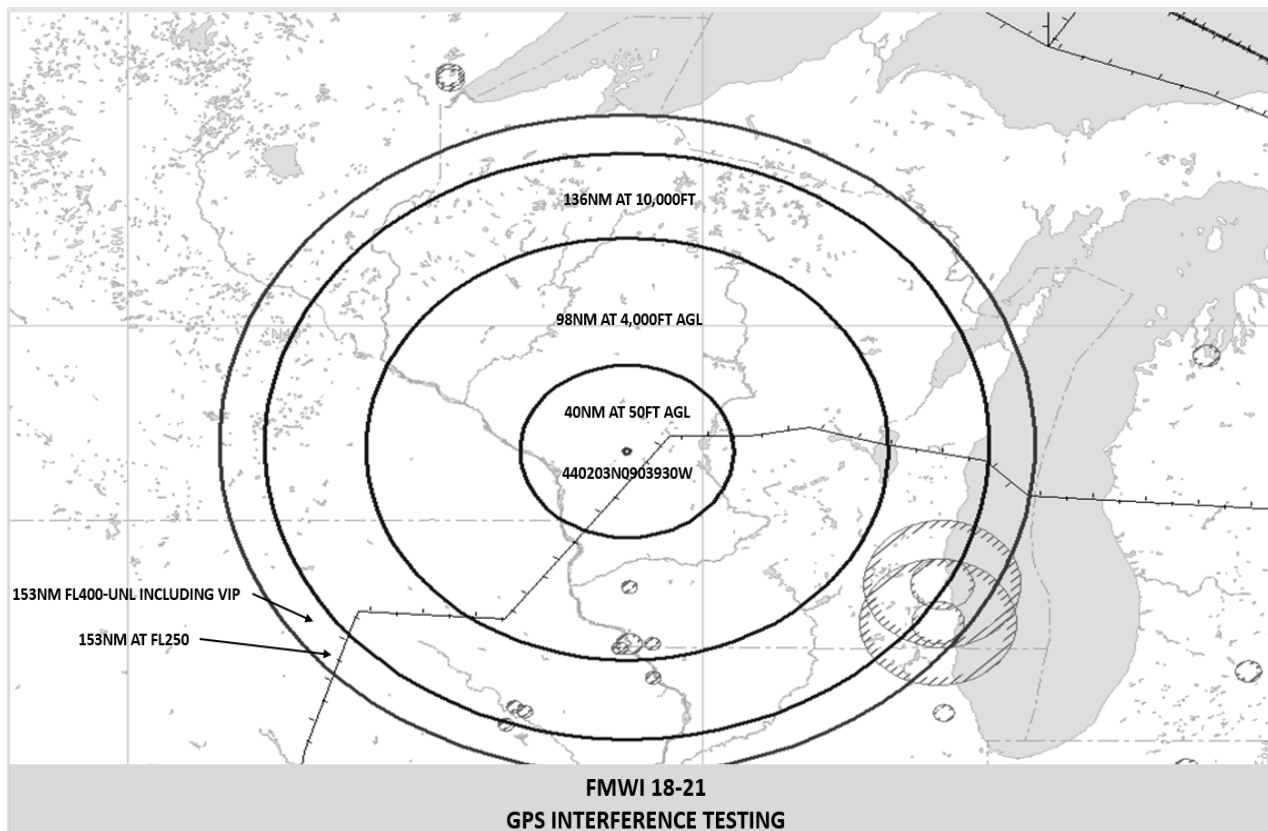 136NM AT 10,000FT
W95
98NM AT 4,000FT AGL
40NM AT 50FT AGL
440203N0903930W
153NM FL400-UNL INCLUDING VIP
153NM AT FL250
FMWI 18-21
GPS INTERFERENCE TESTING